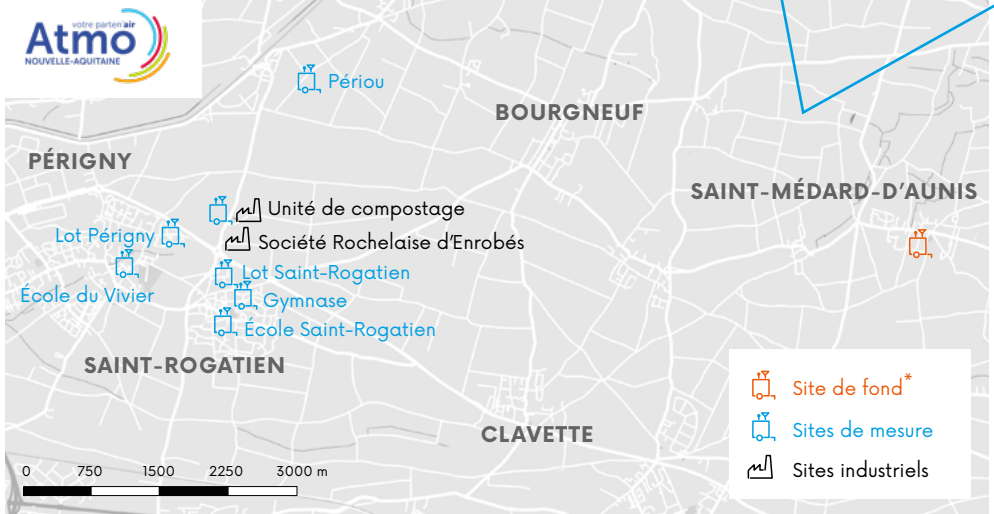 votre parten'air
Atmo
NOUVELLE-AQUITAINE
Périou
BOURGNEUF
PÉRIGNY
SAINT-MÉDARD-D'AUNIS
Unité de compostage
Lot Périgny
Société Rochelaise d'Enrobés
Lot Saint-Rogatien
École du Vivier
Gymnase
École Saint-Rogatien
SAINT-ROGATIEN
CLAVETTE
Site de fond*
Sites de mesure
Sites industriels
0 750 1500 2250 3000 m